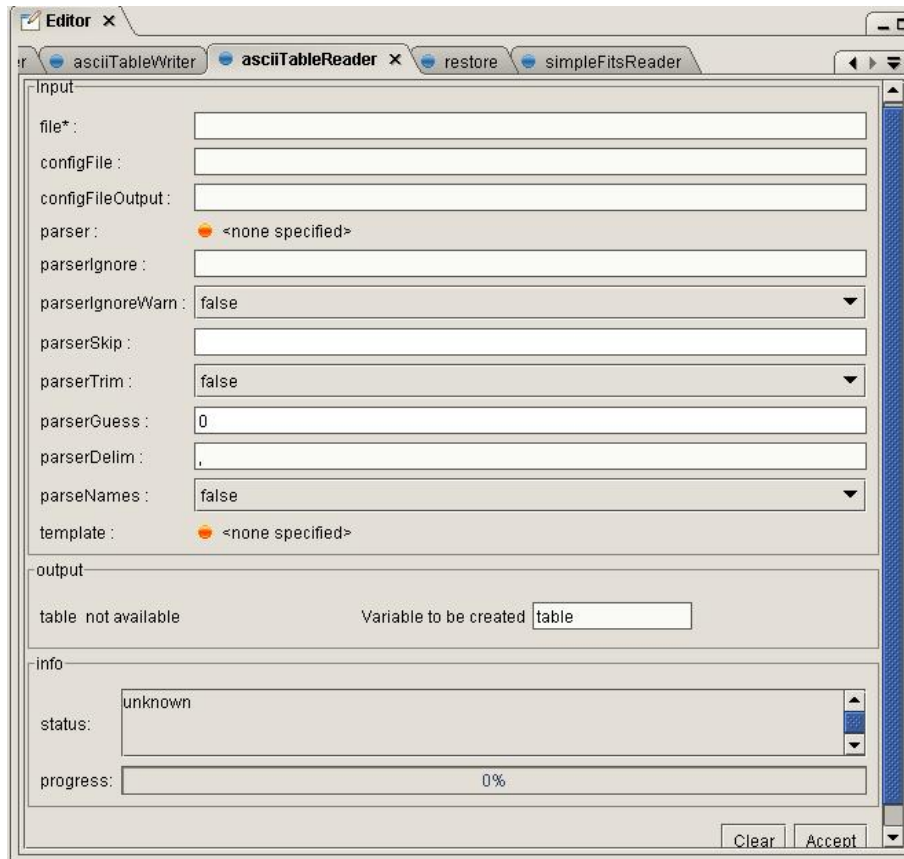 Editor
r asciiTableWriter asciiTableReader restore simpleFitsReader
Input
file* :
configFile :
configFileOutput :
parser : <none specified>
parserIgnore :
parserIgnoreWarn : false
parserSkip :
parserTrim : false
parserGuess : 0
parserDelim : ,
parseNames : false
template : <none specified>
output
table not available Variable to be created table
info
unknown
status:
progress: 0%
Clear Accept